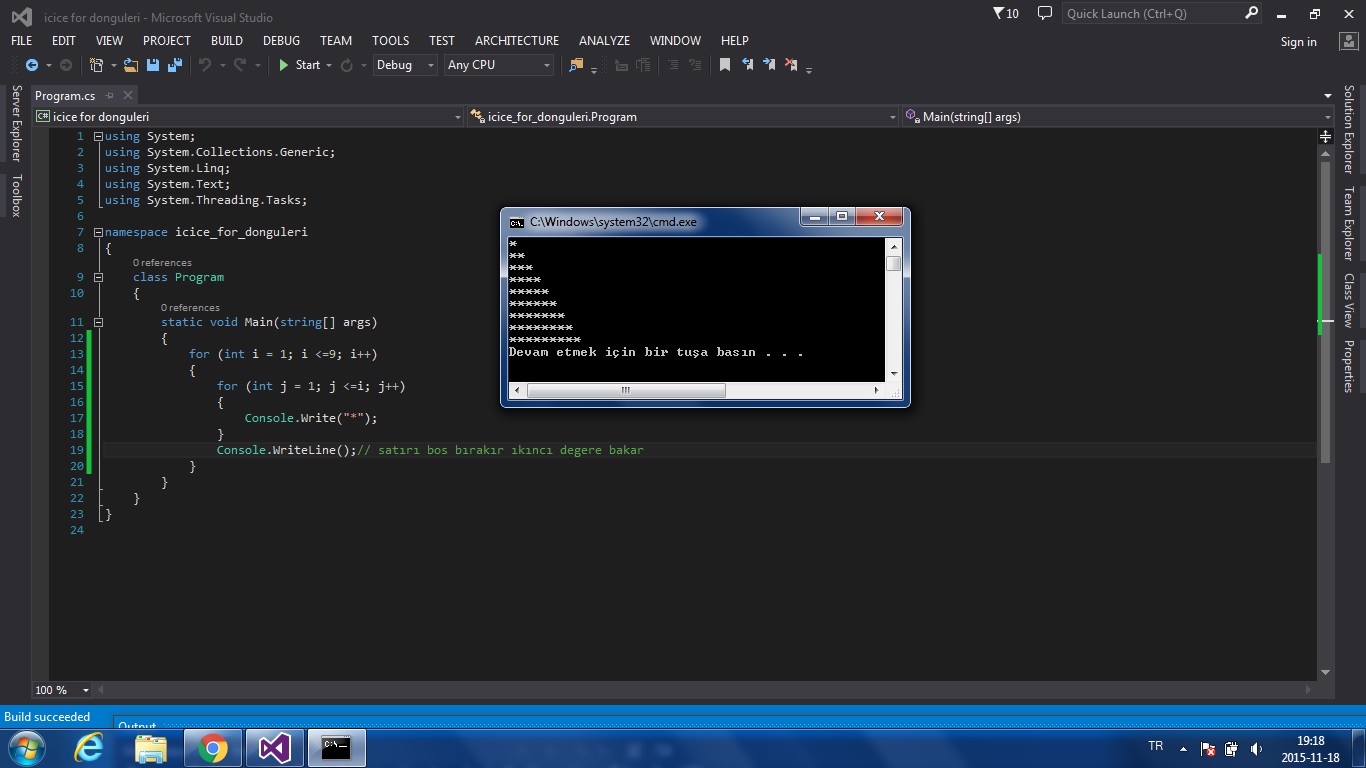 icice for donguleri - Microsoft Visual Studio
10
Quick Launch (Ctrl+Q)
FILE EDIT VIEW PROJECT BUILD DEBUG TEAM TOOLS TEST ARCHITECTURE ANALYZE WINDOW HELP
Sign in
Start Debug Any CPU
Server Explorer
Toolbox
Program.cs
icice for donguleri
icice_for_donguleri.Program
Main(string[] args)
1 using System;
2 using System.Collections.Generic;
3 using System.Linq;
4 using System.Text;
5 using System.Threading.Tasks;
6
7 namespace icice_for_donguleri
8 {
0 references
9 class Program
10 {
0 references
11 static void Main(string[] args)
12 {
13 for (int i = 1; i <=9; i++)
14 {
15 for (int j = 1; j <=i; j++)
16 {
17 Console.Write("*");
18 }
19 Console.WriteLine();// satırı bos bırakır ıkıncı degere bakar
20 }
21 }
22 }
23 }
24
C:\Windows\system32\cmd.exe
*
**
***
****
*****
******
*******
********
*********
Devam etmek için bir tuşa basın . . .
Solution Explorer
Team Explorer
Class View
Properties
100 %
Build succeeded
Output
TR
19:18
2015-11-18